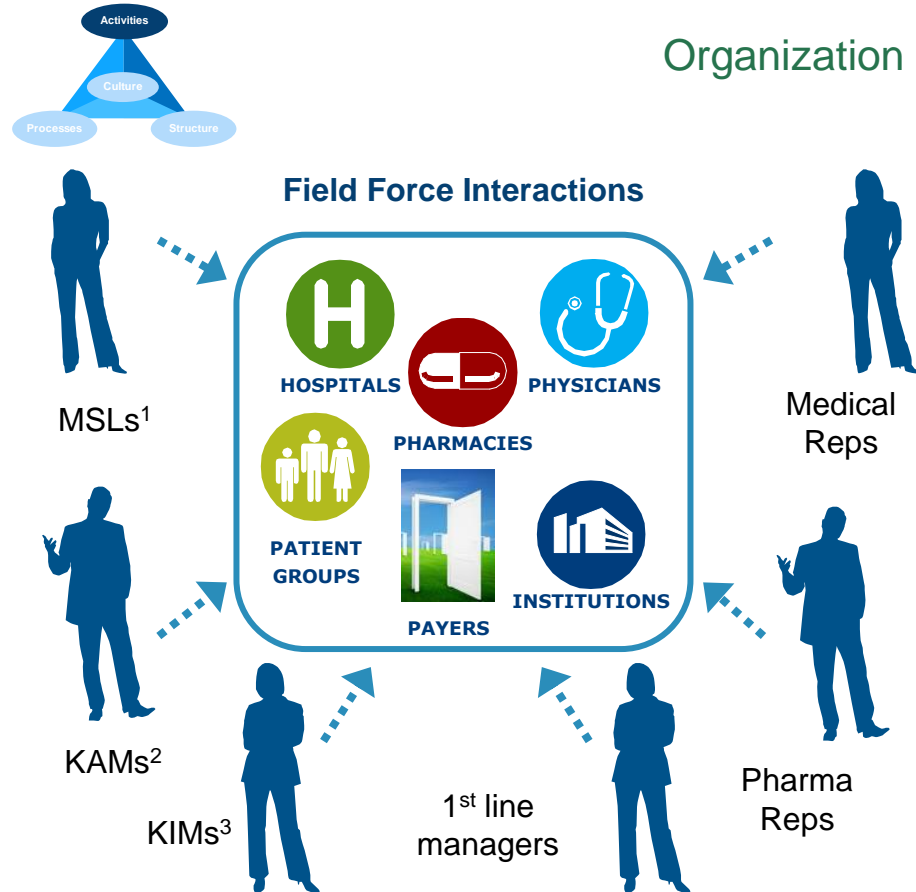 Activities
Organization
Culture
Processes
Structure
Field Force Interactions
HOSPITALS
PHYSICIANS
PHARMACIES
MSLs¹
Medical
Reps
PATIENT
GROUPS
INSTITUTIONS
PAYERS
KAMs²
KIMs³
1st line
managers
Pharma
Reps